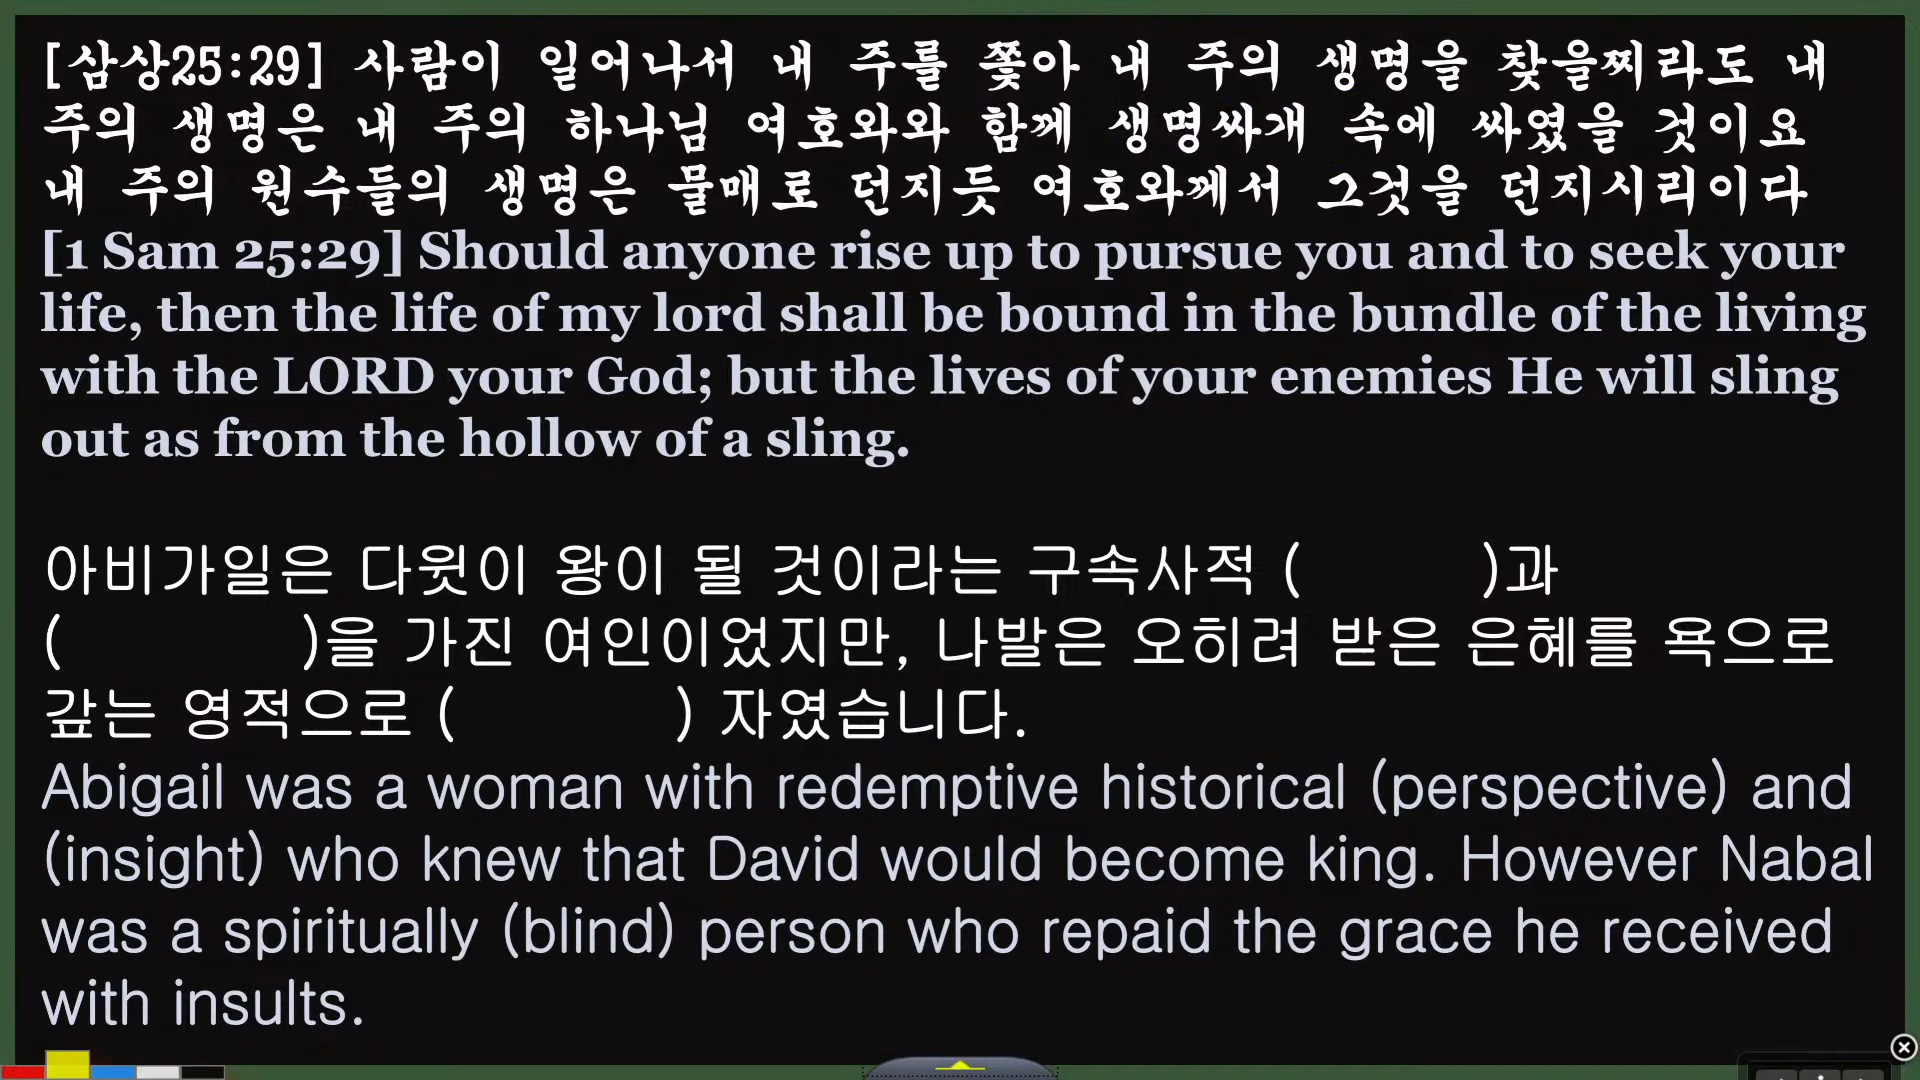 [삼상25:29] 사람이 일어나서 내 주를 쫓아 내 주의 생명을 찾을찌라도 내
주의 생명은 내 주의 하나님 여호와와 함께 생명싸개 속에 싸였을 것이요
내 주의 원수들의 생명은 물매로 던지듯 여호와께서 그것을 던지시리이다
[1 Sam 25:29] Should anyone rise up to pursue you and to seek your
life, then the life of my lord shall be bound in the bundle of the living
with the LORD your God; but the lives of your enemies He will sling
out as from the hollow of a sling.
아비가일은 다윗이 왕이 될 것이라는 구속사적 (          )과
(          )을 가진 여인이었지만, 나발은 오히려 받은 은혜를 욕으로
갚는 영적으로 (          ) 자였습니다.
Abigail was a woman with redemptive historical (perspective) and
(insight) who knew that David would become king. However Nabal
was a spiritually (blind) person who repaid the grace he received
with insults.